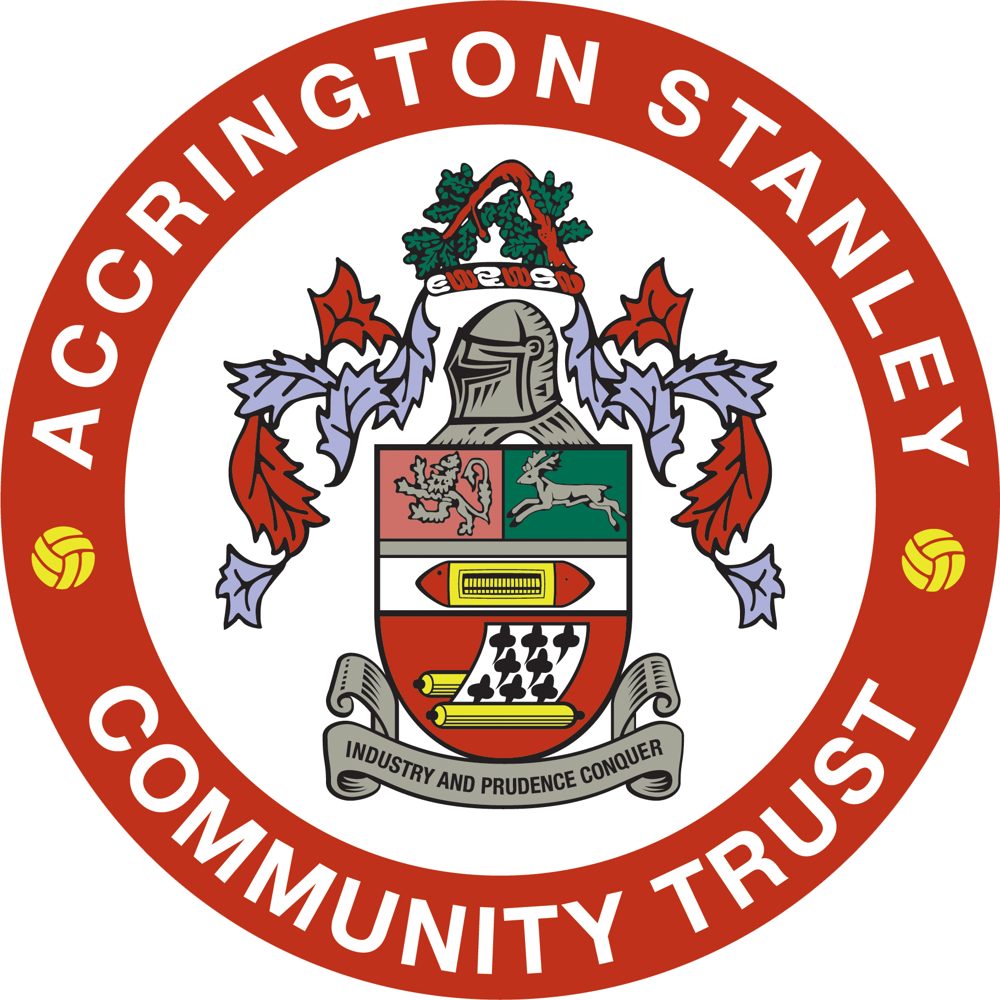 ACCRINGTON STANLEY
INDUSTRY AND PRUDENCE CONQUER
COMMUNITY TRUST